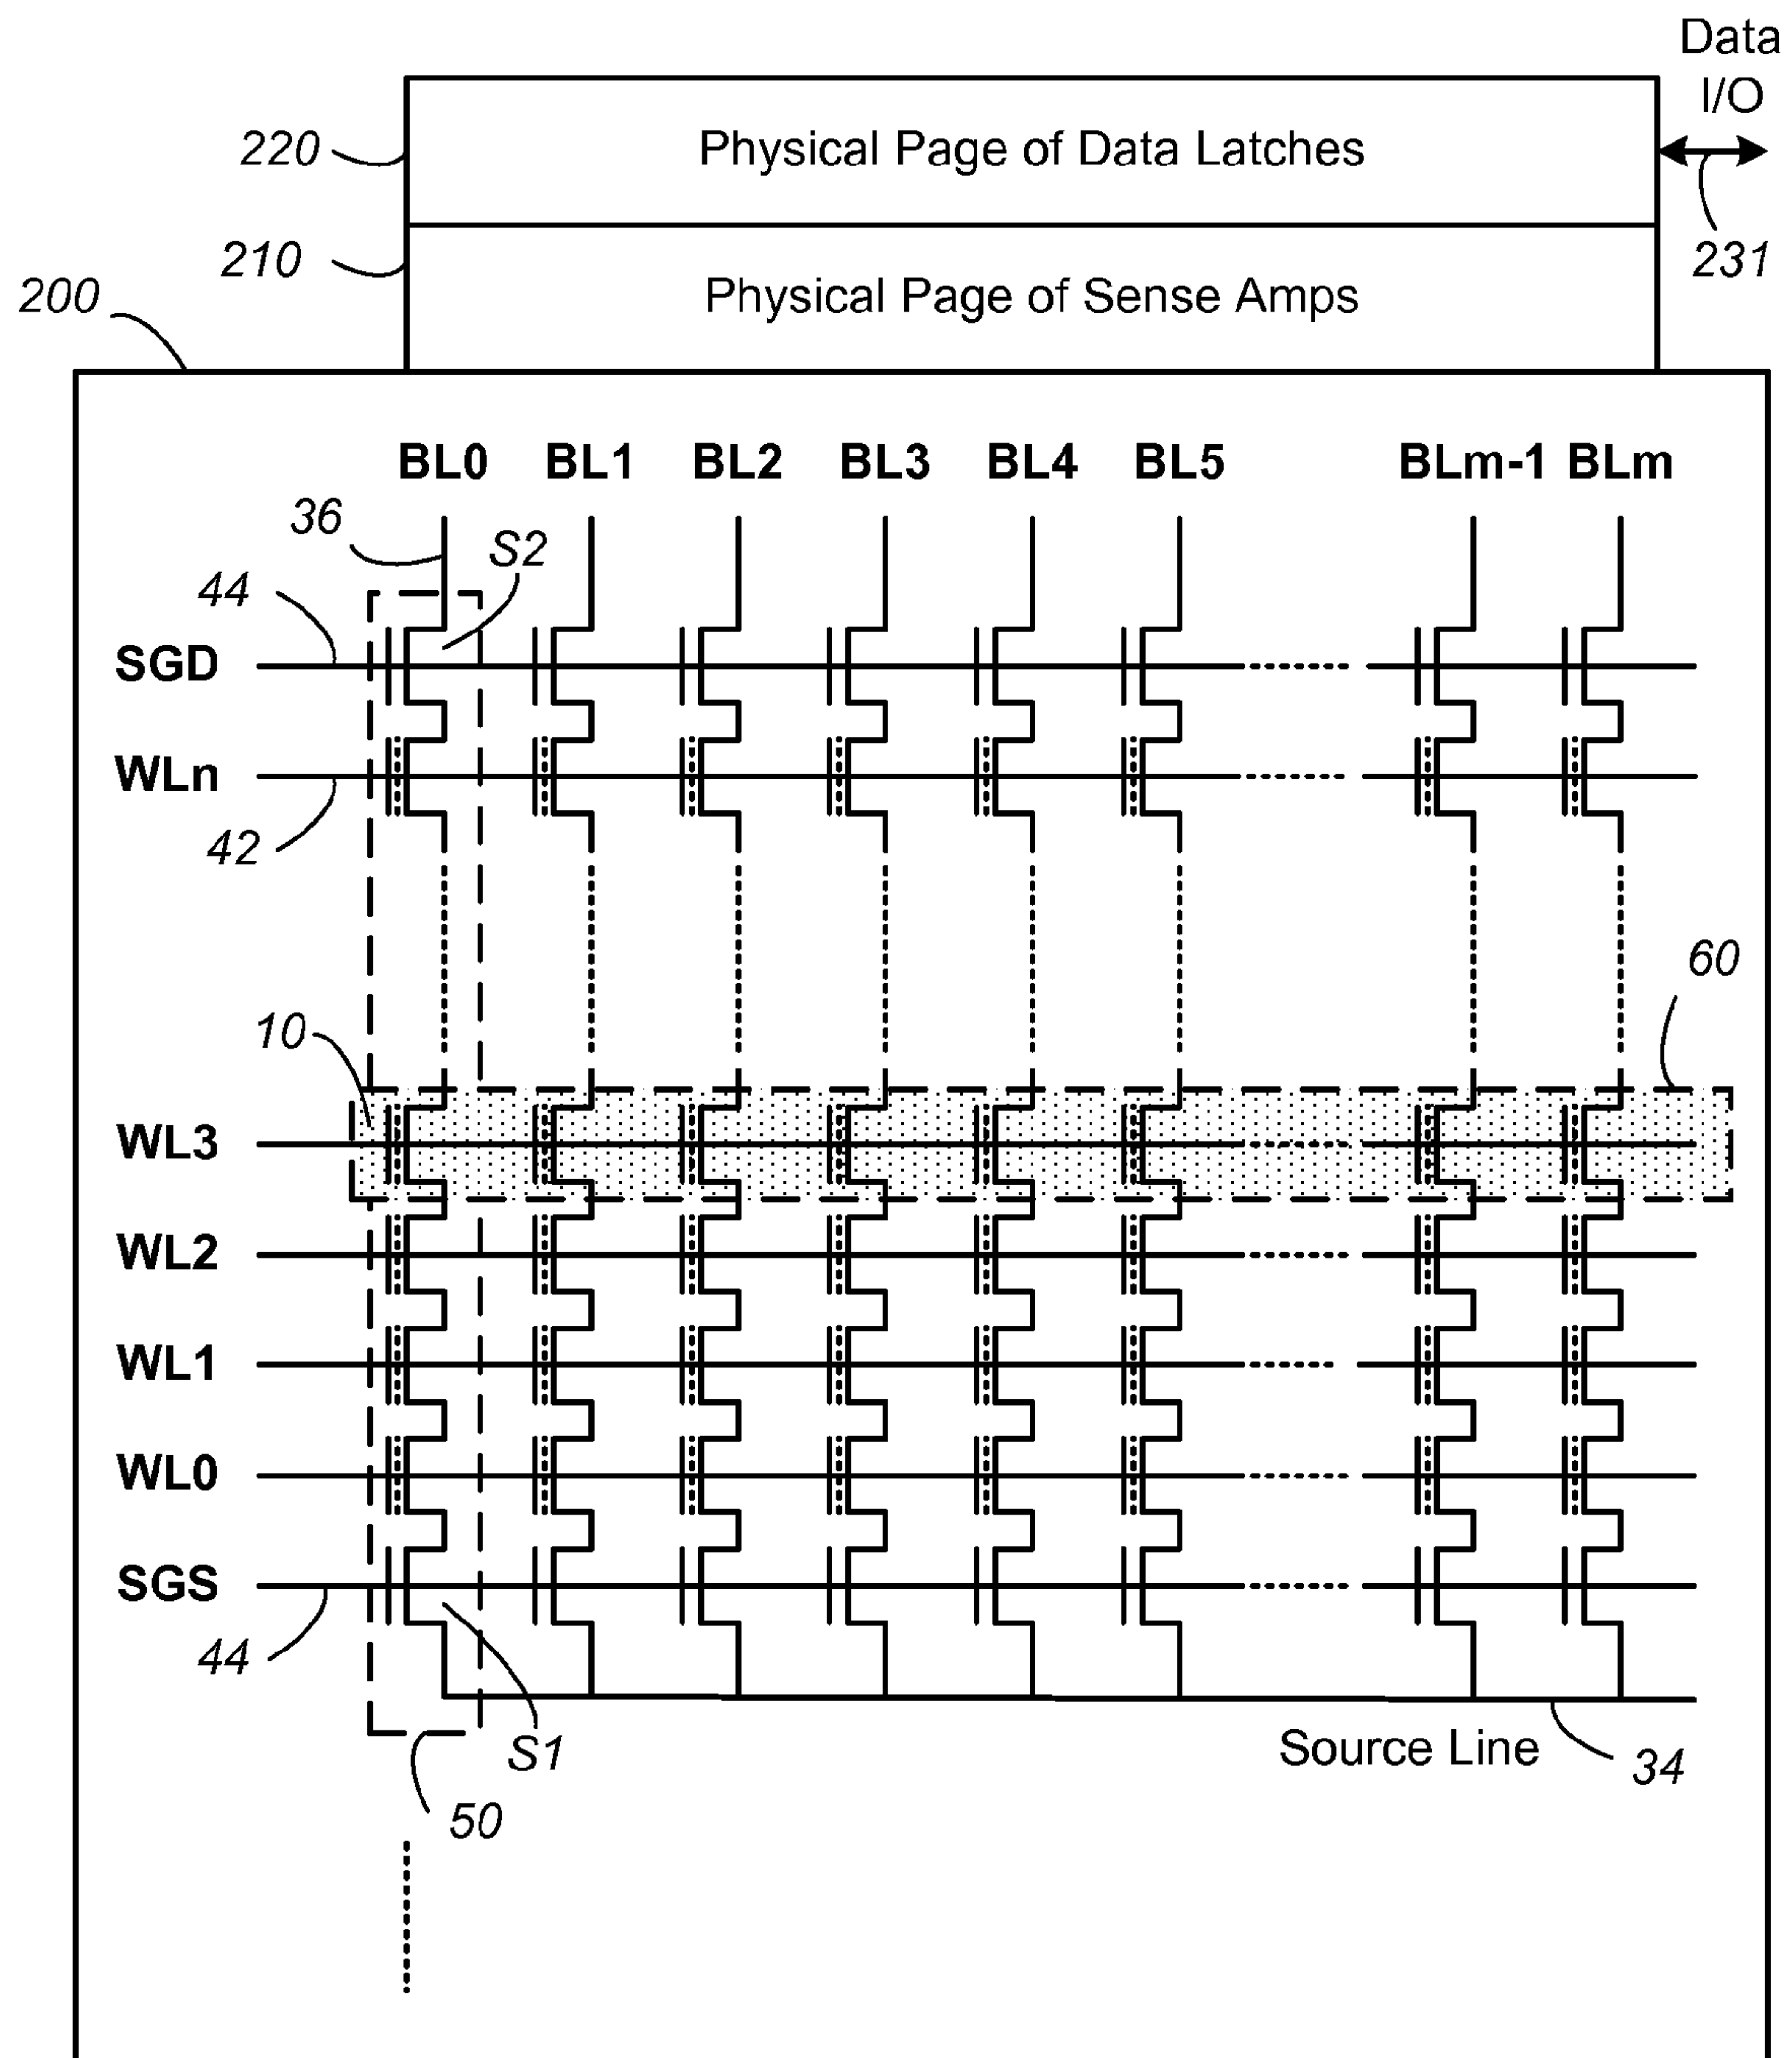 Data
I/O
220
Physical Page of Data Latches
210
231
200
Physical Page of Sense Amps
BL0 BL1 BL2 BL3 BL4 BL5 BLm-1 BLm
36
S2
44
SGD
WLn
42
60
10
WL3
WL2
WL1
WL0
SGS
44
S1
Source Line
34
50